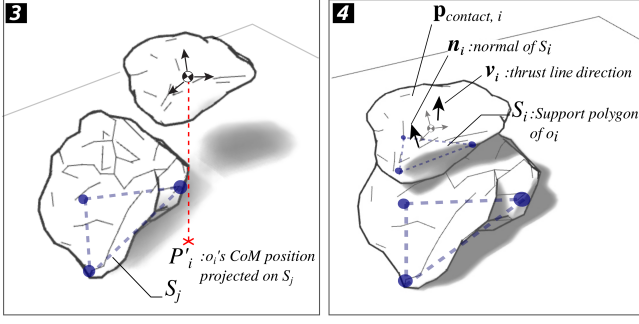 3
P'i :oi's CoM position
projected on Sj
Sj
4
Pcontact, i
ni :normal of Si
vi :thrust line direction
Si :Support polygon
of oi